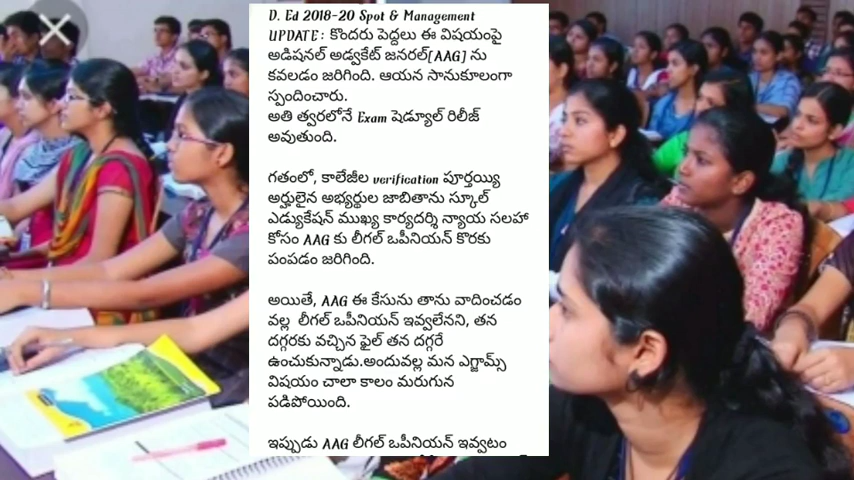 D. Ed 2018-20 Spot & Management
UPDATE : కొందరు పెద్దలు ఈ విషయంపై
అడిషనల్ అడ్వకేట్ జనరల్[AAG] ను
కవలడం జరిగింది. ఆయన సానుకూలంగా
స్పందించారు.
అతి త్వరలోనే Exam షెడ్యూల్ రిలీజ్
అవుతుంది.
గతంలో, కాలేజీల verification పూర్తయ్యి
అర్హులైన అభ్యర్థుల జాబితాను స్కూల్
ఎడ్యుకేషన్ ముఖ్య కార్యదర్శి న్యాయ సలహా
కోసం AAG కు లీగల్ ఒపీనియన్ కొరకు
పంపడం జరిగింది.
అయితే, AAG ఈ కేసును తాను వాదించడం
వల్ల లీగల్ ఒపీనియన్ ఇవ్వలేనని, తన
దగ్గరకు వచ్చిన ఫైల్ తన దగ్గరే
ఉంచుకున్నాడు.అందువల్ల మన ఎగ్జామ్స్
విషయం చాలా కాలం మరుగున
పడిపోయింది.
ఇప్పుడు AAG లీగల్ ఒపీనియన్ ఇవ్వటం